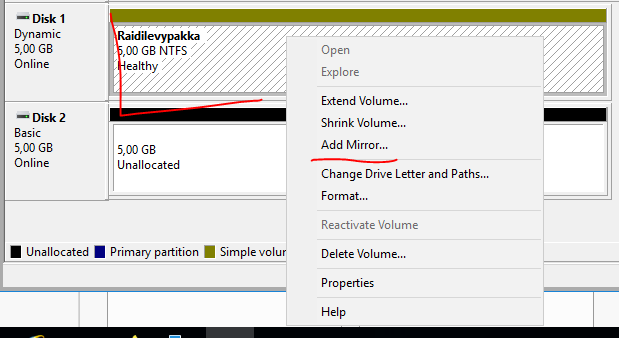 Disk 1
Dynamic
5,00 GB
Online
Raidilevypakka
5,00 GB NTFS
Healthy
Disk 2
Basic
5,00 GB
Online
5,00 GB
Unallocated
Open
Explore
Extend Volume...
Shrink Volume...
Add Mirror...
Change Drive Letter and Paths...
Format...
Reactivate Volume
Delete Volume...
Properties
Help
Unallocated Primary partition Simple volu